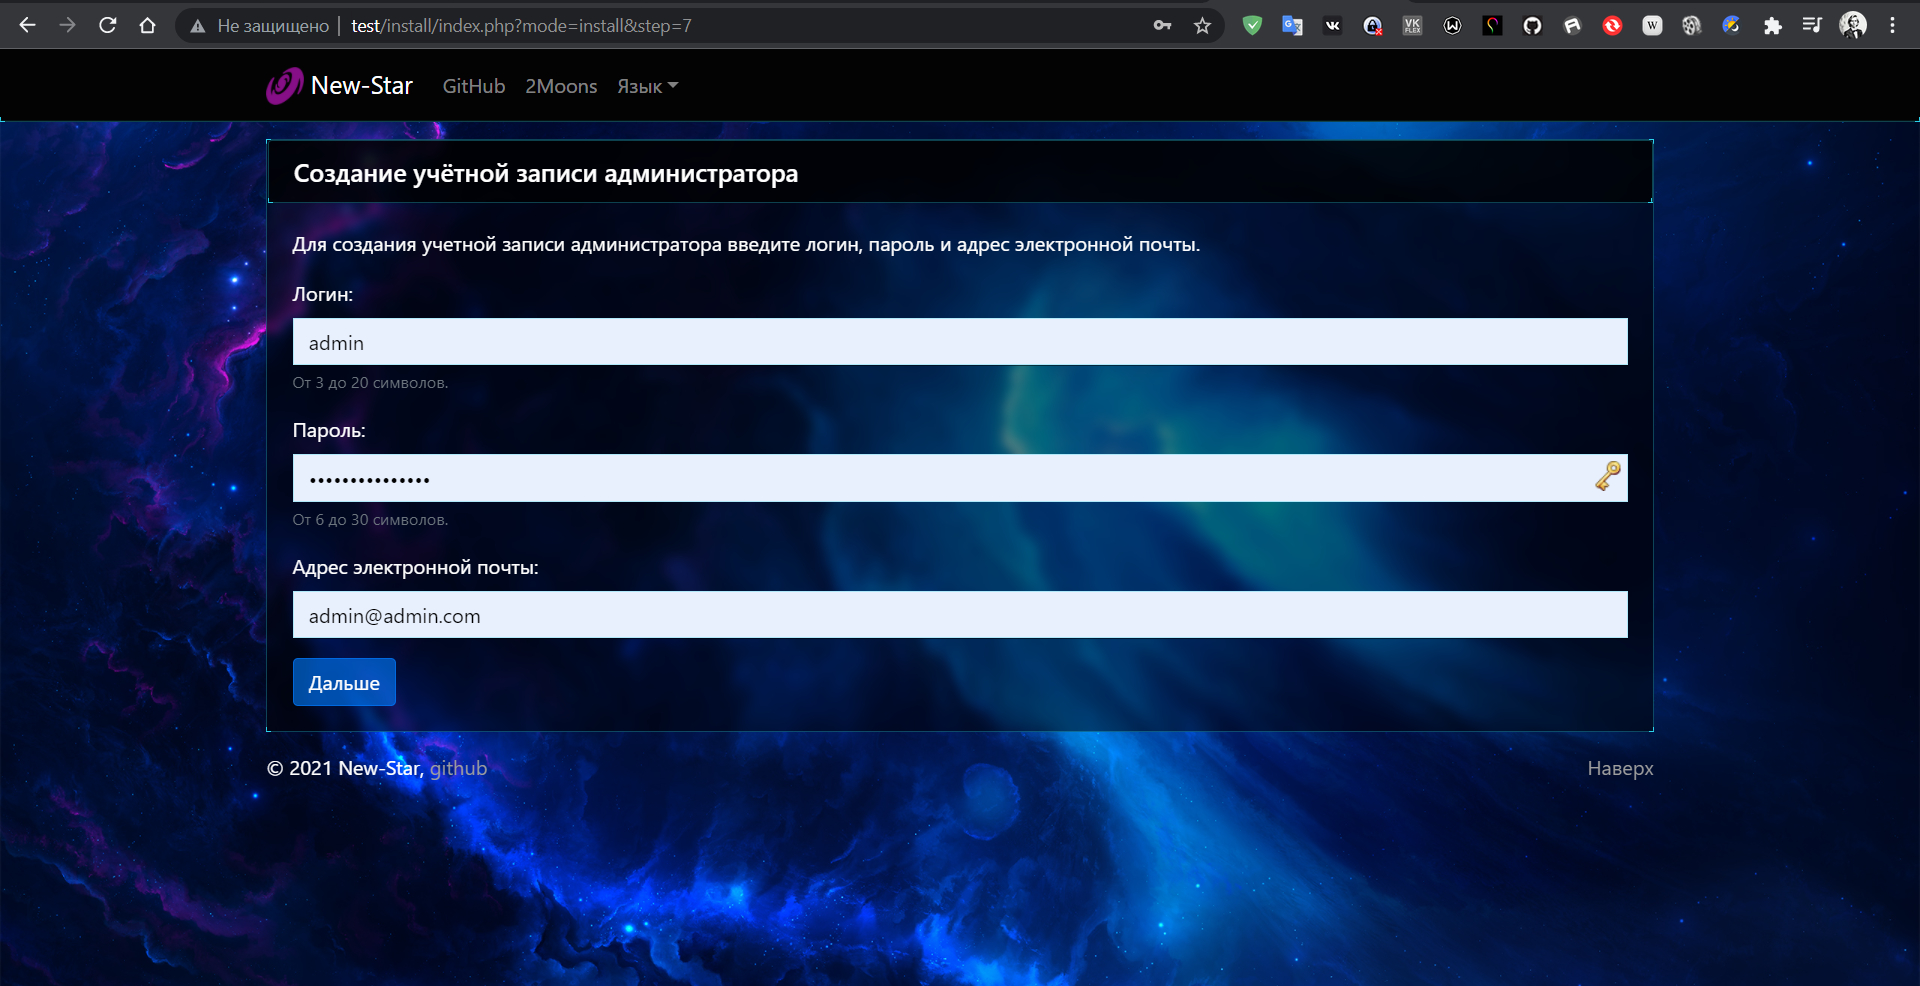 Не защищено | test/install/index.php?mode=install&step=7
VK
FLEX
W
New-Star GitHub 2Moons Язык
Создание учётной записи администратора
Для создания учетной записи администратора введите логин, пароль и адрес электронной почты.
Логин:
admin
От 3 до 20 символов.
Пароль:
•••••••••••••••
От 6 до 30 символов.
Адрес электронной почты:
admin@admin.com
Дальше
© 2021 New-Star, github
Наверх